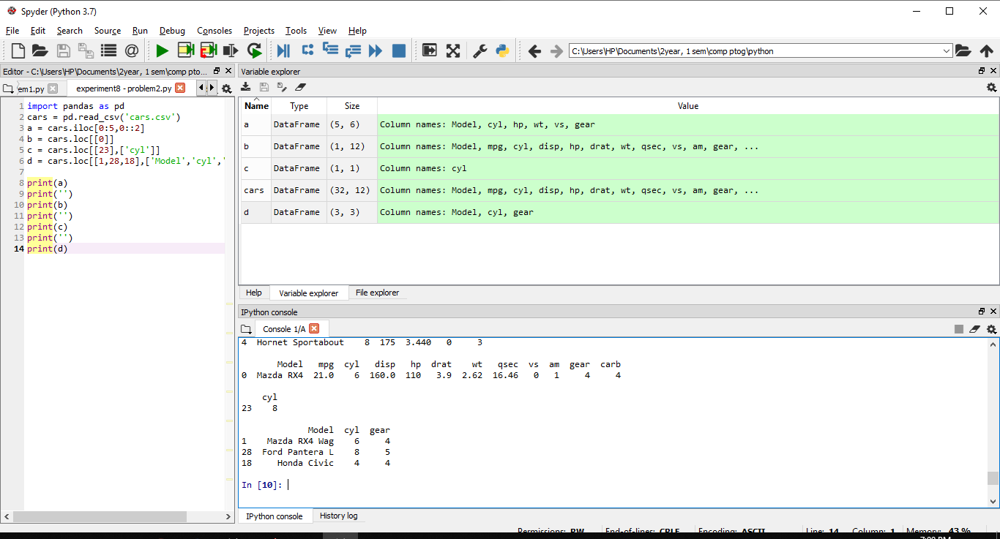 Spyder (Python 3.7)
File Edit Search Source Run Debug Consoles Projects Tools View Help
C:\Users\HP\Documents\2year, 1 sem\comp ptog\python
Editor - C:\Users\HP\Documents\2year, 1 sem\comp pto...
em1.py experiment8 - problem2.py
1 import pandas as pd
2 cars = pd.read_csv('cars.csv')
3 a = cars.iloc[0:5,0::2]
4 b = cars.loc[[0]]
5 c = cars.loc[[23],['cyl']]
6 d = cars.loc[[1,28,18],['Model','cyl','
7
8 print(a)
9 print('')
10 print(b)
11 print('')
12 print(c)
13 print('')
14 print(d)
Variable explorer
Name Type Size Value
a DataFrame (5, 6) Column names: Model, cyl, hp, wt, vs, gear
b DataFrame (1, 12) Column names: Model, mpg, cyl, disp, hp, drat, wt, qsec, vs, am, gear, ...
c DataFrame (1, 1) Column names: cyl
cars DataFrame (32, 12) Column names: Model, mpg, cyl, disp, hp, drat, wt, qsec, vs, am, gear, ...
d DataFrame (3, 3) Column names: Model, cyl, gear
Help Variable explorer File explorer
IPython console
Console 1/A
4 Hornet Sportabout 8 175 3.440 0 3
Model mpg cyl disp hp drat wt qsec vs am gear carb
0 Mazda RX4 21.0 6 160.0 110 3.9 2.62 16.46 0 1 4 4
cyl
23 8
Model cyl gear
1 Mazda RX4 Wag 6 4
28 Ford Pantera L 8 5
18 Honda Civic 4 4
In [10]:
IPython console History log
Permissions: RW End-of-lines: CRLF Encoding: ASCII Line: 14 Column: 1 Memory: 43 %